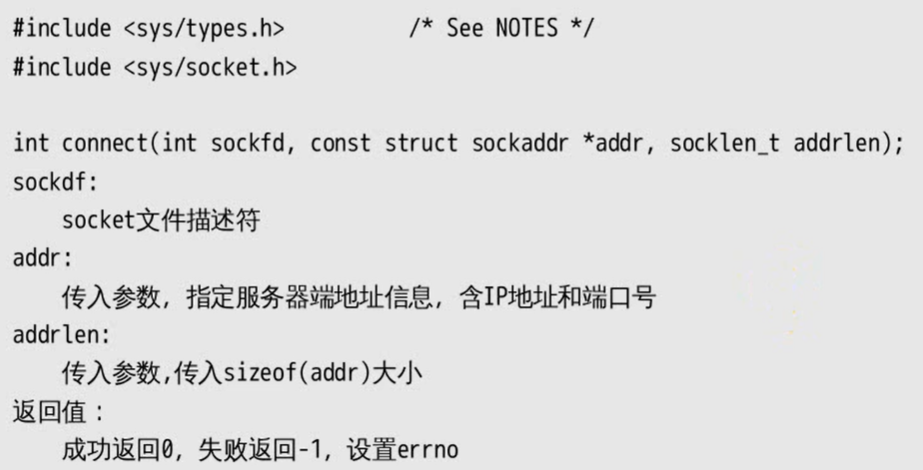 #include <sys/types.h> /* See NOTES */
#include <sys/socket.h>
int connect(int sockfd, const struct sockaddr *addr, socklen_t addrlen);
sockdf:
socket文件描述符
addr:
传入参数, 指定服务器端地址信息, 含IP地址和端口号
addrlen:
传入参数,传入sizeof(addr)大小
返回值：
成功返回0, 失败返回-1, 设置errno